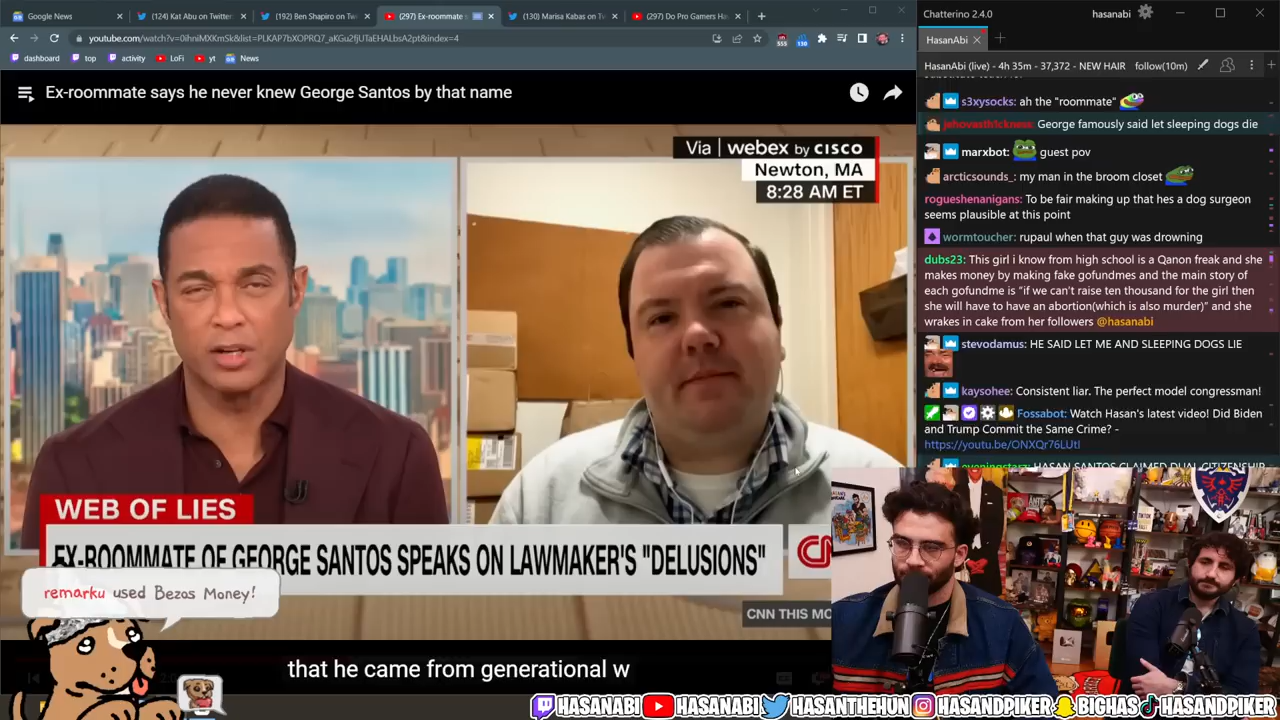 Google News
(124) Kat Abu on Twitter:
(192) Ben Shapiro on Twe
(297) Ex-roommate s
(130) Marisa Kabas on Tw
(297) Do Pro Gamers Ha
youtube.com/watch?v=0ihniMXKmSk&list=PLKAP7bXOPRQ7_aKGu2fjUTaEHALbsA2pt&index=4
555
130
dashboard
top
activity
LoFi
yt
News
Ex-roommate says he never knew George Santos by that name
Via | webex by CISCO
Newton, MA
8:28 AM ET
WEB OF LIES
EX-ROOMMATE OF GEORGE SANTOS SPEAKS ON LAWMAKER'S "DELUSIONS"
CNN THIS MO
remarku used Bezos Money!
that he came from generational w
Chatterino 2.4.0
hasanabi
HasanAbi
HasanAbi (live) - 4h 35m - 37,372 - NEW HAIR
follow(10m)
s3xysocks: ah the "roommate"
jehovasth1ckness: George famously said let sleeping dogs die
marxbot: guest pov
arcticsounds_: my man in the broom closet
rogueshenanigans: To be fair making up that hes a dog surgeon
seems plausible at this point
wormtoucher: rupaul when that guy was drowning
dubs23: This girl i know from high school is a Qanon freak and she
makes money by making fake gofundmes and the main story of
each gofundme is "if we can't raise ten thousand for the girl then
she will have to have an abortion(which is also murder)" and she
wrakes in cake from her followers @hasanabi
stevodamus: HE SAID LET ME AND SLEEPING DOGS LIE
kaysohee: Consistent liar. The perfect model congressman!
Fossabot: Watch Hasan's latest video! Did Biden
and Trump Commit the Same Crime? -
https://youtu.be/ONXQr76LUtI
HASAN SANTOS CLAIMED DUAL CITIZENSHIP
HASANABI
HASANABI
HASANTHEHUN
HASANDPIKER
BIGHAS
HASANDPIKER